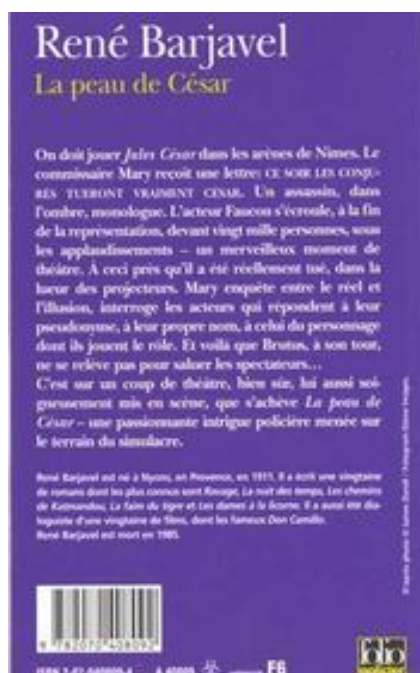 René Barjavel
La peau de César
On doit jouer Jules César dans les arènes de Nîmes. Le
commissaire Mary reçoit une lettre: CE SOIR LES CONJU-
RÉS TUERONT VRAIMENT CÉSAR. Un assassin, dans
l'ombre, monologue. L'acteur Faucon s'écroule, à la fin
de la représentation, devant vingt mille personnes, sous
les applaudissements – un merveilleux moment de
théâtre. À ceci près qu'il a été réellement tué, dans la
lueur des projecteurs. Mary enquête entre le réel et
l'illusion, interroge les acteurs qui répondent à leur
pseudonyme, à leur propre nom, à celui du personnage
dont ils jouent le rôle. Et voilà que Brutus, à son tour,
ne se relève pas pour saluer les spectateurs...
C'est sur un coup de théâtre, bien sûr, lui aussi soi-
gneusement mis en scène, que s'achève La peau de
César – une passionnante intrigue policière menée sur
le terrain du simulacre.
René Barjavel est né à Nyons, en Provence, en 1911. Il a écrit une vingtaine
de romans dont les plus connus sont Ravage, La nuit des temps, Les chemins
de Katmandou, La faim du tigre et Les dames à la licorne. Il a aussi été dia-
loguiste d'une vingtaine de films, dont les fameux Don Camillo.
René Barjavel est mort en 1985.
9 782070 408092
F6
folio